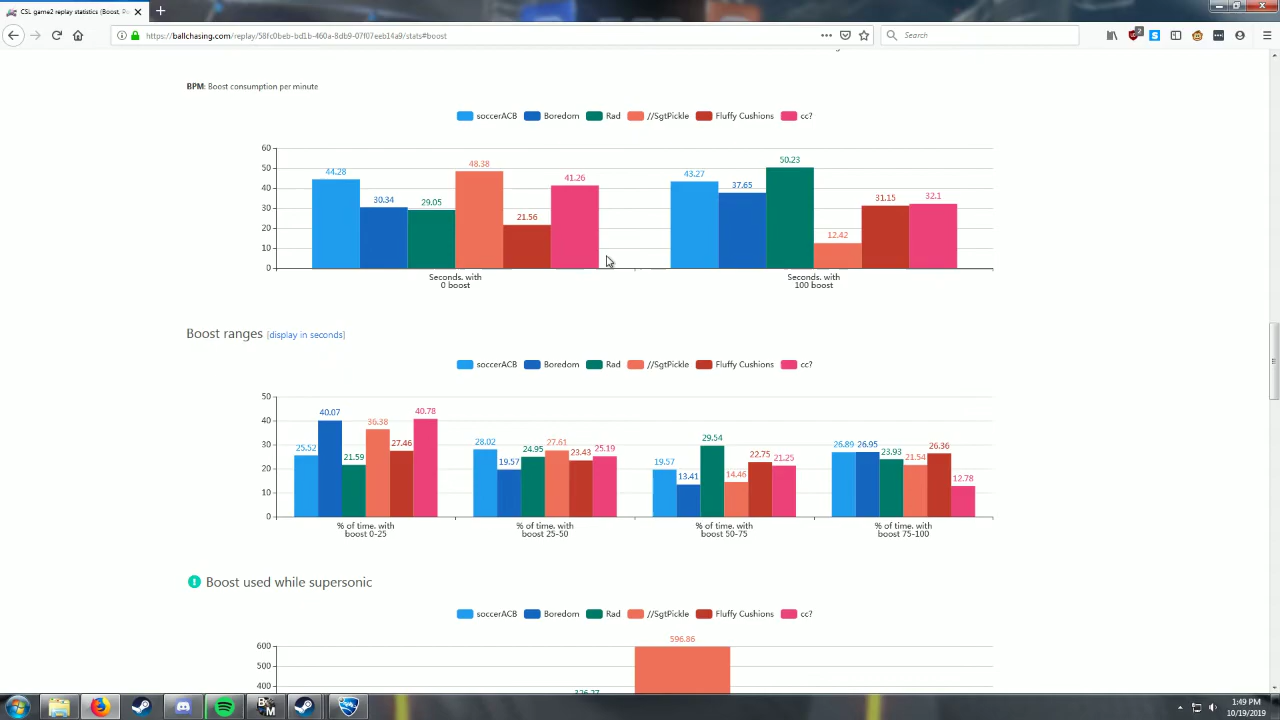 CSL game2 replay statistics (Boost, Po
https://ballchasing.com/replay/58fc0beb-bd1b-460a-8db9-07f07eeb14a9/stats#boost
Search
2
BPM: Boost consumption per minute
soccerACB Boredom Rad //SgtPickle Fluffy Cushions cc?
60
50
40
30
20
10
0
44.28 30.34 29.05 48.38 21.56 41.26
43.27 37.65 50.23 12.42 31.15 32.1
Seconds. with
0 boost
Seconds. with
100 boost
Boost ranges [display in seconds]
soccerACB Boredom Rad //SgtPickle Fluffy Cushions cc?
50
40
30
20
10
0
25.52 40.07 21.59 36.38 27.46 40.78
28.02 19.57 24.95 27.61 23.43 25.19
19.57 13.41 29.54 14.46 22.75 21.25
26.89 26.95 23.93 21.54 26.36 12.78
% of time. with
boost 0-25
% of time. with
boost 25-50
% of time. with
boost 50-75
% of time. with
boost 75-100
Boost used while supersonic
soccerACB Boredom Rad //SgtPickle Fluffy Cushions cc?
596.86
600
500
400
1:49 PM
10/19/2019